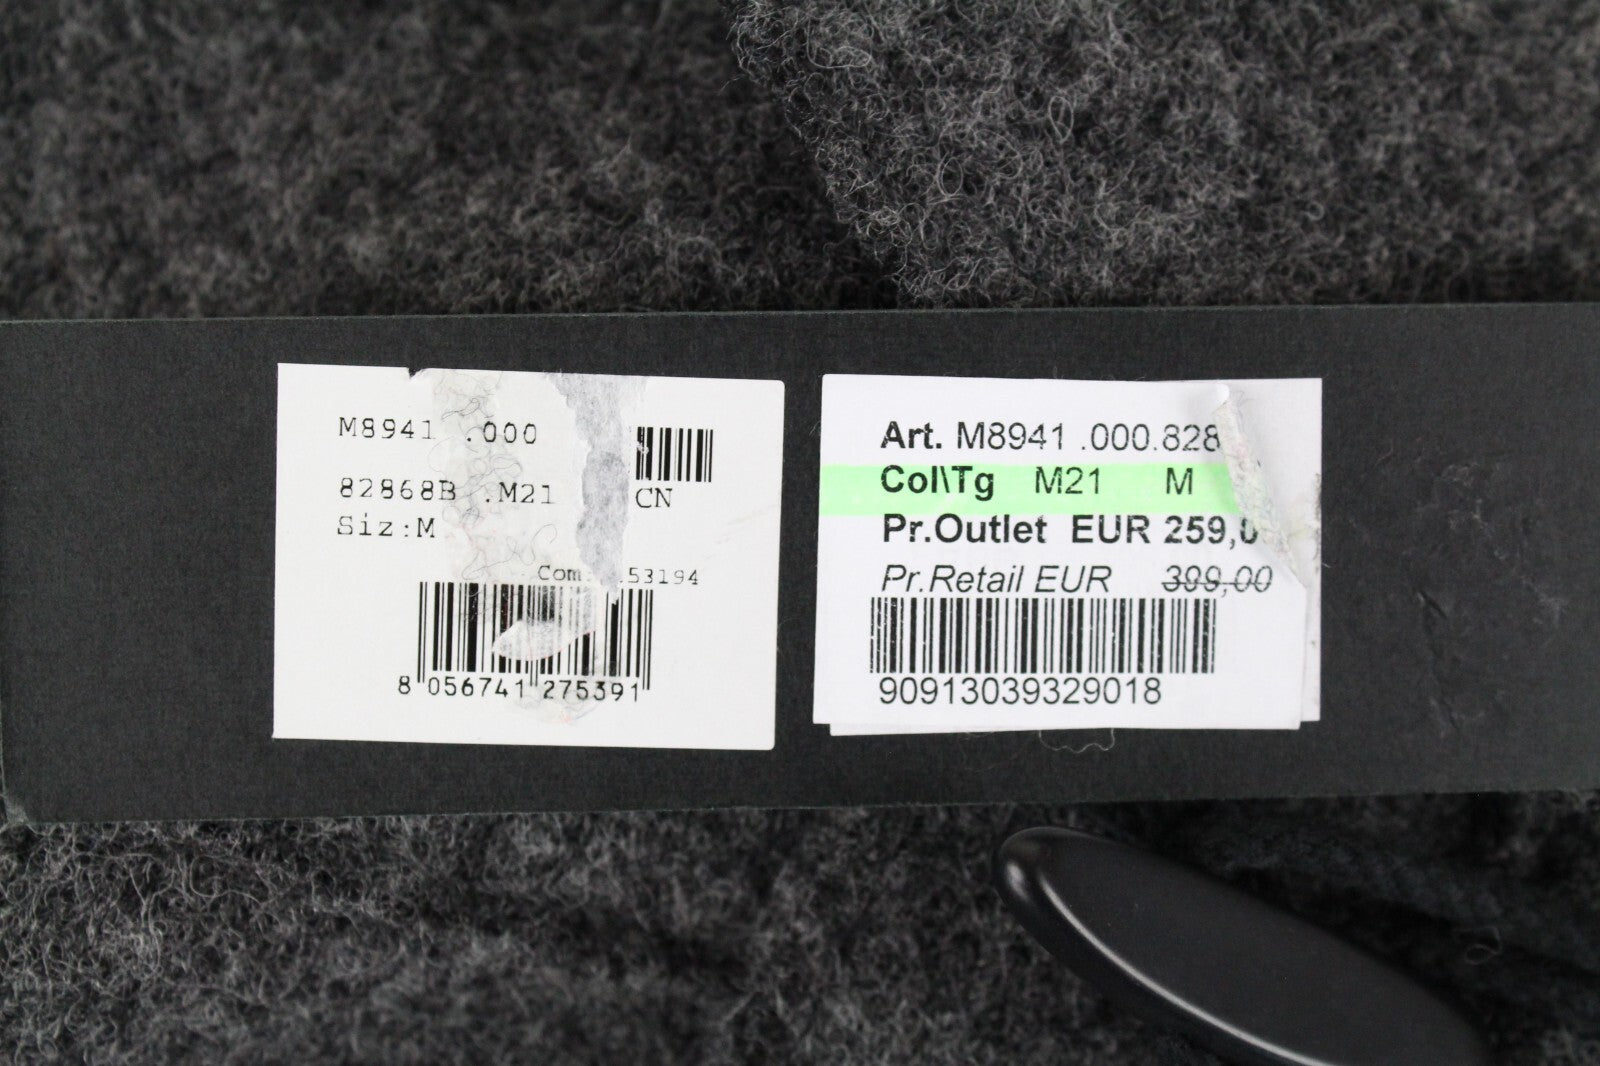 M8941 .000
82868B .M21
CN
Siz:M
53194
8 056741 275391
Art. M8941 .000.828
Col\Tg M21 M
Pr.Outlet EUR 259,0
Pr.Retail EUR 399,00
90913039329018